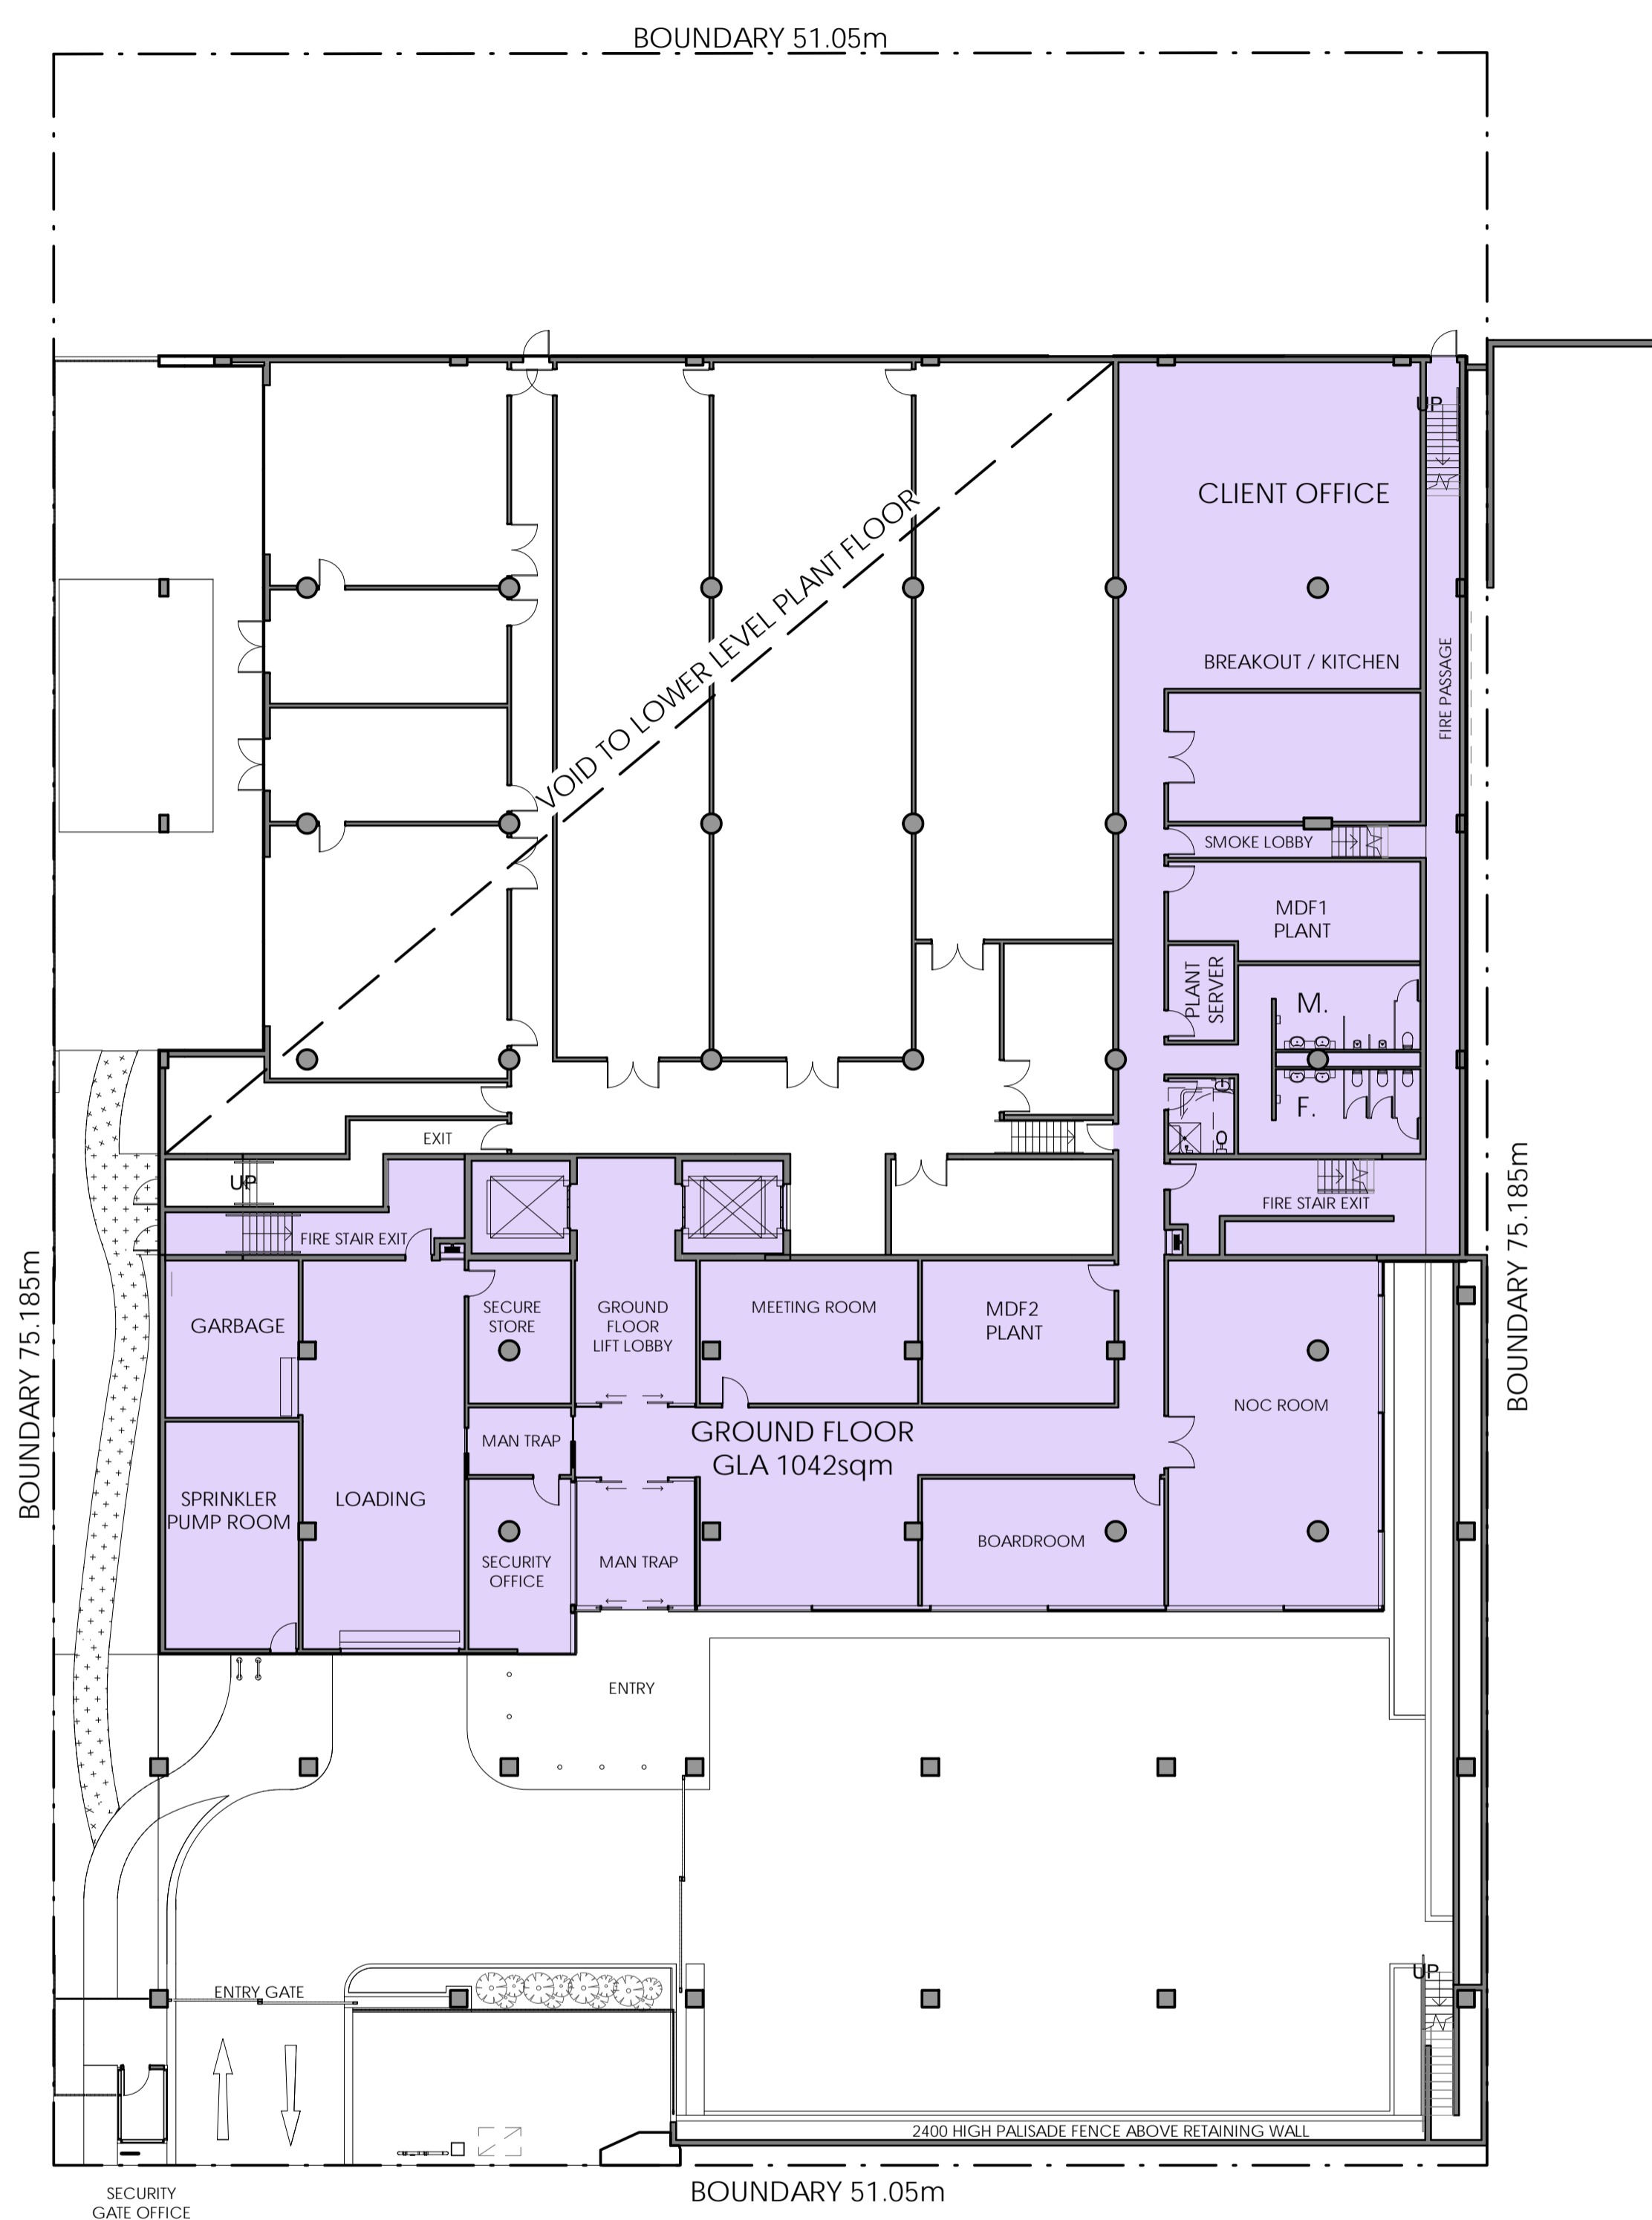 BOUNDARY 51.05m
UP
CLIENT OFFICE
VOID TO LOWER LEVEL PLANT FLOOR
BREAKOUT / KITCHEN
FIRE PASSAGE
SMOKE LOBBY
MDF1
PLANT
PLANT
SERVER
M.
F.
EXIT
UP
FIRE STAIR EXIT
FIRE STAIR EXIT
BOUNDARY 75.185m
BOUNDARY 75.185m
GARBAGE
SECURE
STORE
GROUND
FLOOR
LIFT LOBBY
MEETING ROOM
MDF2
PLANT
NOC ROOM
MAN TRAP
GROUND FLOOR
GLA 1042sqm
SPRINKLER
PUMP ROOM
LOADING
SECURITY
OFFICE
MAN TRAP
BOARDROOM
ENTRY
UP
ENTRY GATE
2400 HIGH PALISADE FENCE ABOVE RETAINING WALL
BOUNDARY 51.05m
SECURITY
GATE OFFICE